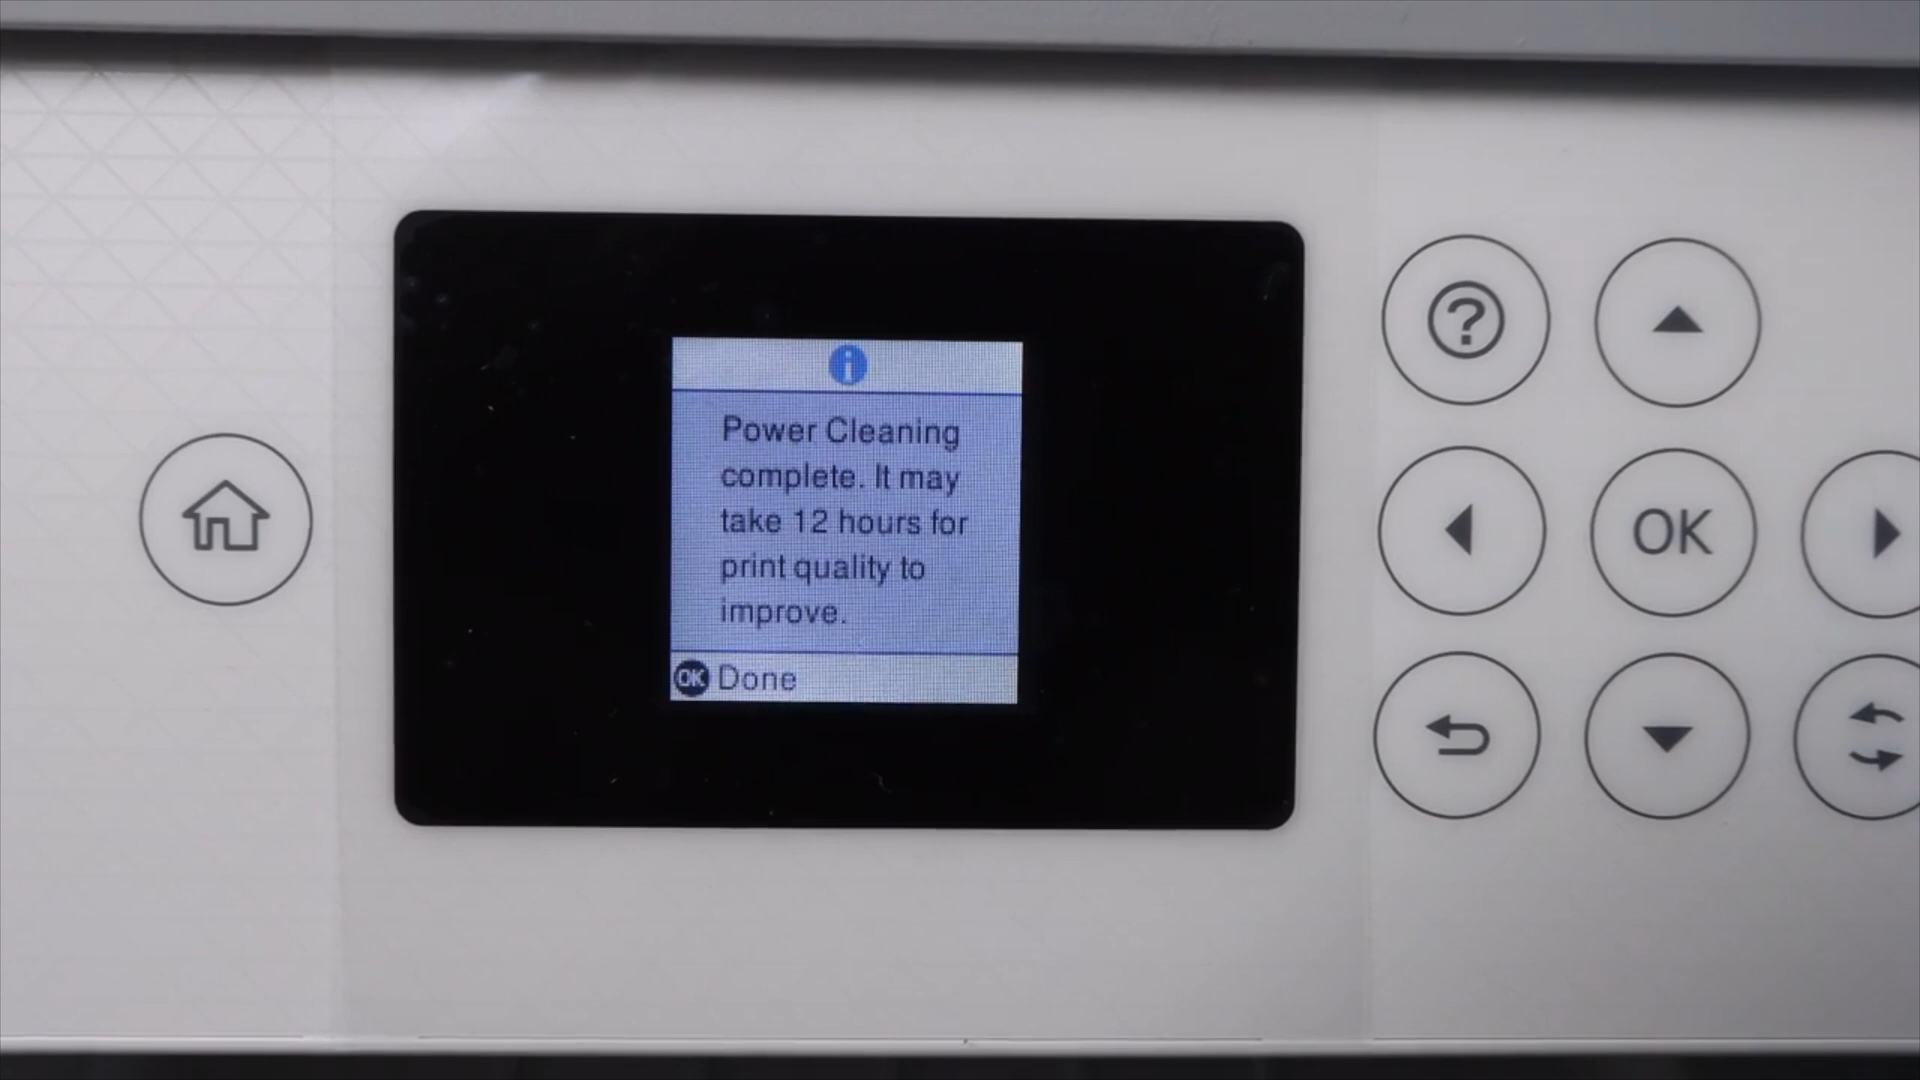 Power Cleaning
complete. It may
take 12 hours for
print quality to
improve.
OK Done
?
OK